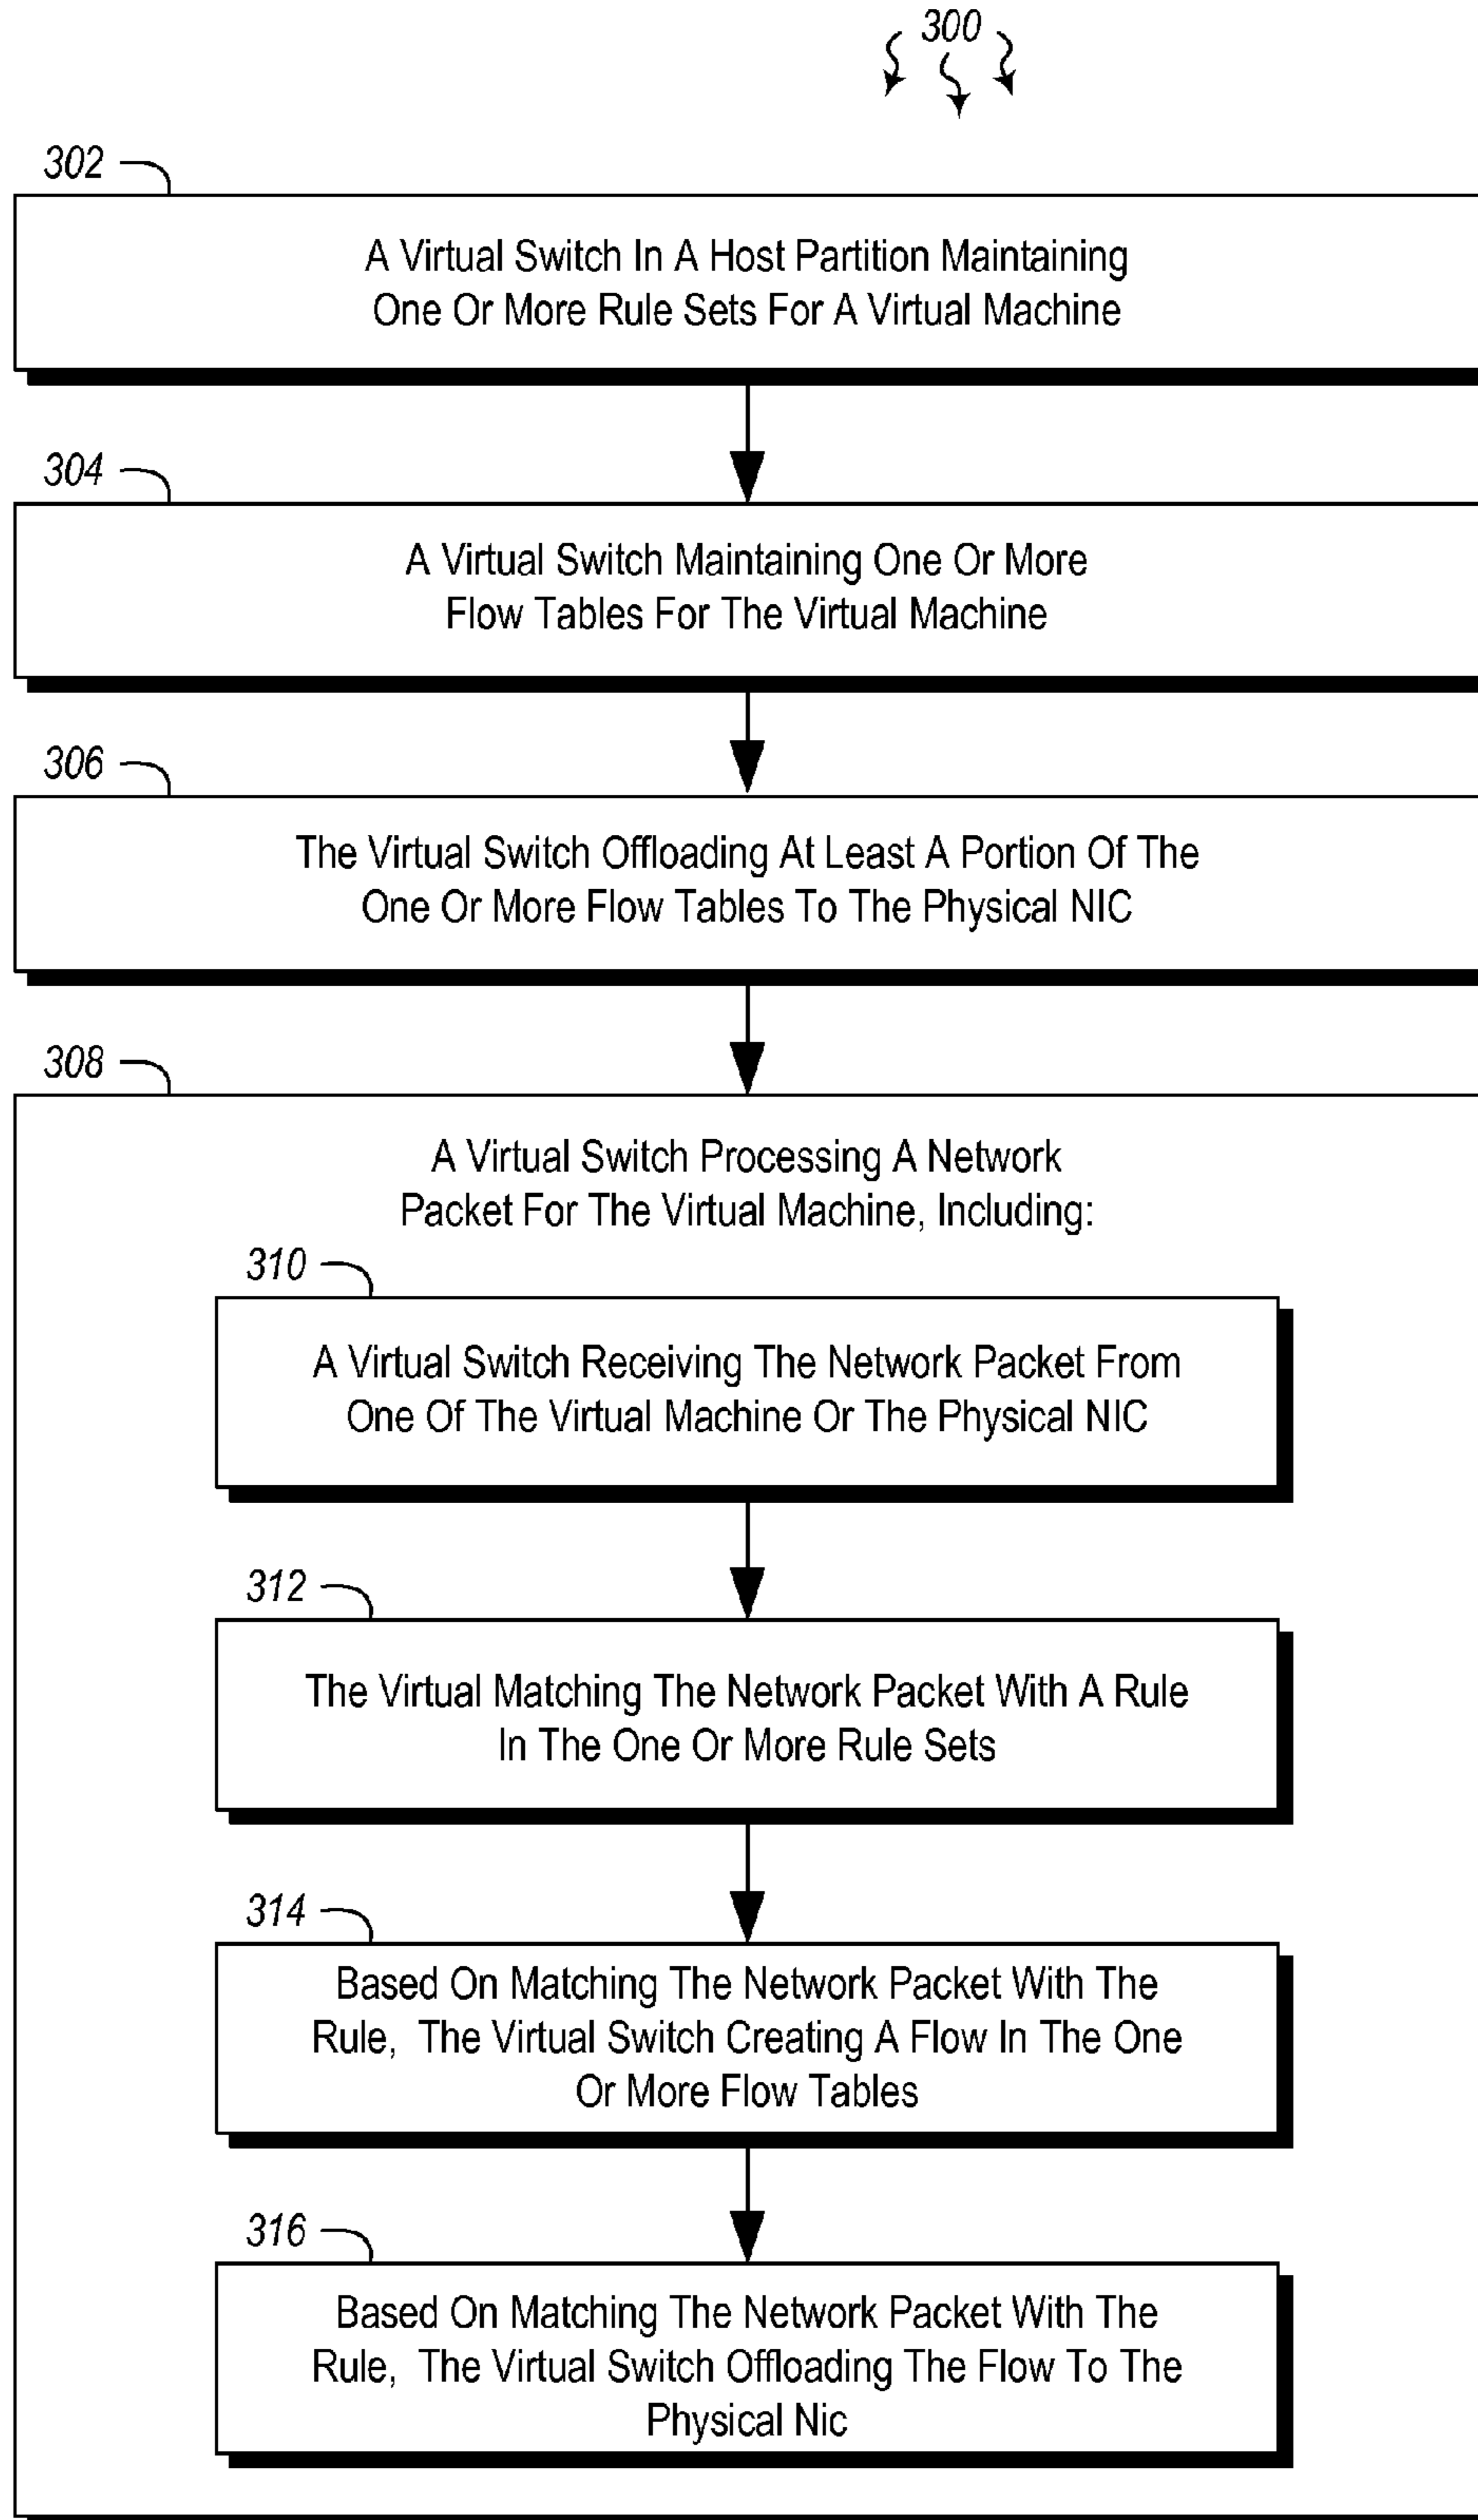 300
302
A Virtual Switch In A Host Partition Maintaining
One Or More Rule Sets For A Virtual Machine
304
A Virtual Switch Maintaining One Or More
Flow Tables For The Virtual Machine
306
The Virtual Switch Offloading At Least A Portion Of The
One Or More Flow Tables To The Physical NIC
308
A Virtual Switch Processing A Network
Packet For The Virtual Machine, Including:
310
A Virtual Switch Receiving The Network Packet From
One Of The Virtual Machine Or The Physical NIC
312
The Virtual Matching The Network Packet With A Rule
In The One Or More Rule Sets
314
Based On Matching The Network Packet With The
Rule, The Virtual Switch Creating A Flow In The One
Or More Flow Tables
316
Based On Matching The Network Packet With The
Rule, The Virtual Switch Offloading The Flow To The
Physical Nic